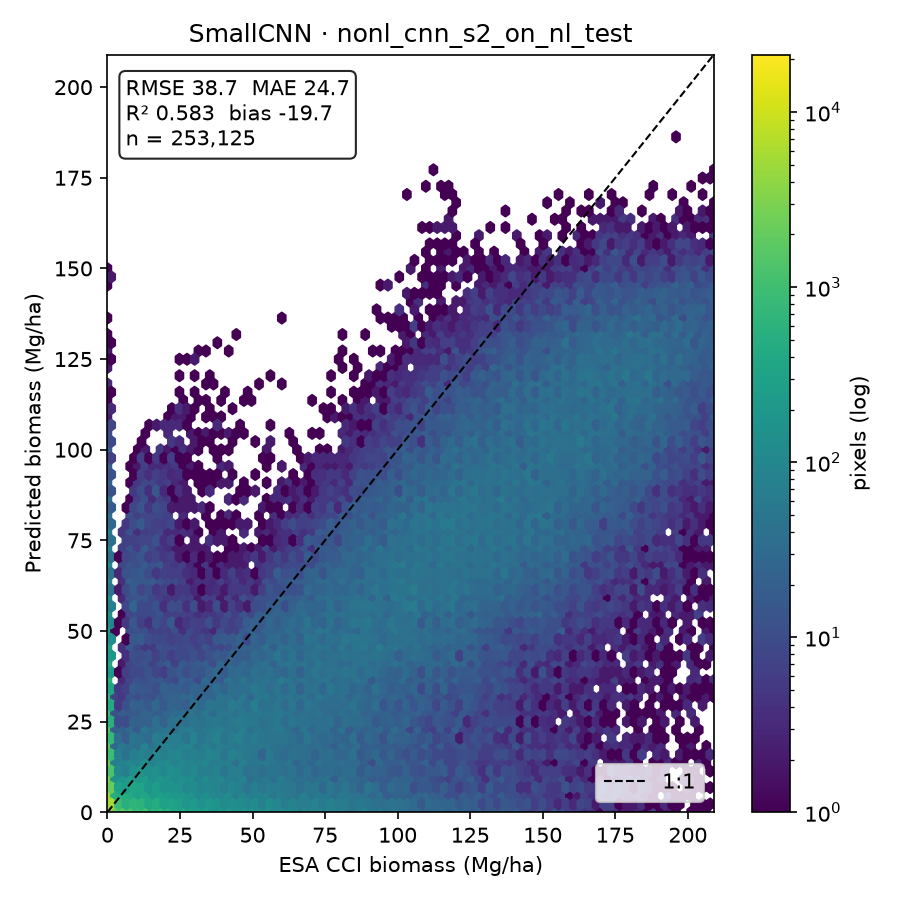 SmallCNN · nonl_cnn_s2_on_nl_test
RMSE 38.7 MAE 24.7
R² 0.583 bias -19.7
n = 253,125
200
175
150
125
100
75
50
25
0
Predicted biomass (Mg/ha)
0 25 50 75 100 125 150 175 200
ESA CCI biomass (Mg/ha)
1:1
10⁴
10³
10²
10¹
10⁰
pixels (log)